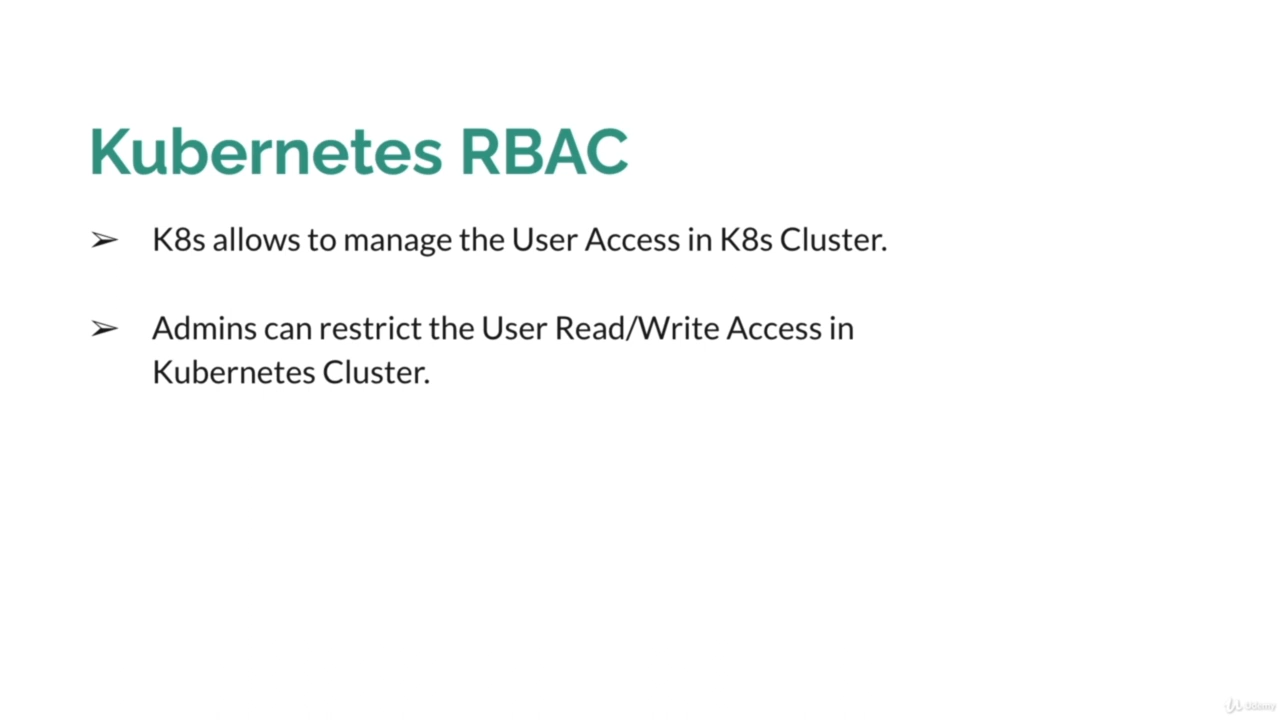 Kubernetes RBAC
➢ K8s allows to manage the User Access in K8s Cluster.
➢ Admins can restrict the User Read/Write Access in
Kubernetes Cluster.
Udemy